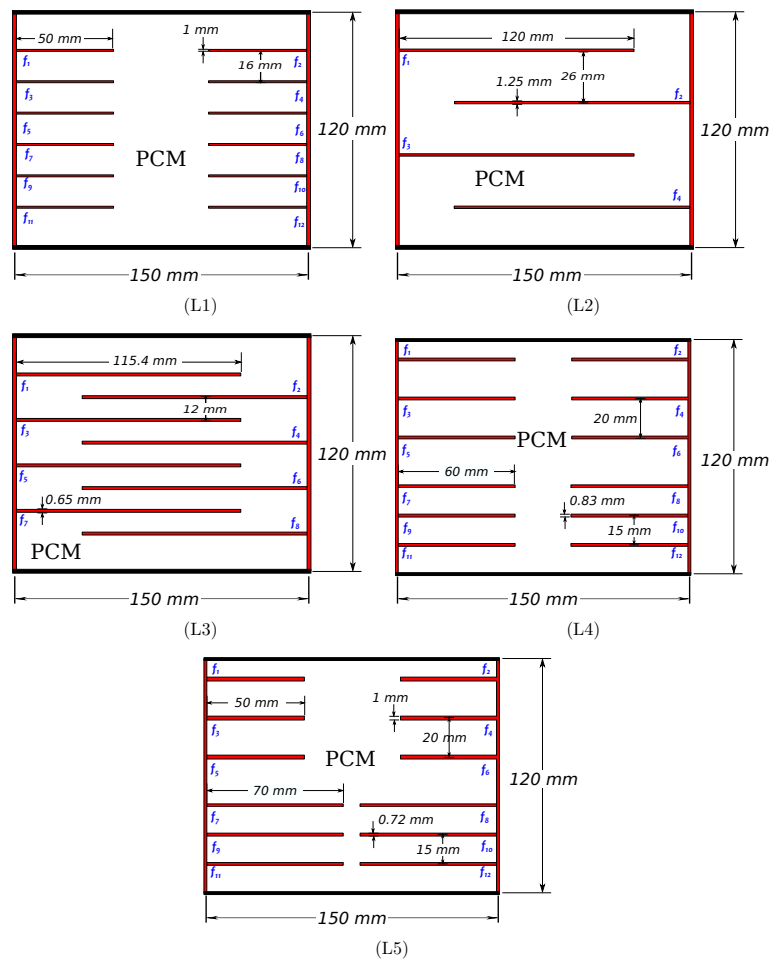 50 mm
1 mm
f₁
f₂
16 mm
f₃
f₄
f₅
f₆
120 mm
f₇
f₈
PCM
f₉
f₁₀
f₁₁
f₁₂
150 mm
(L1)
120 mm
f₁
1.25 mm
26 mm
f₂
120 mm
f₃
PCM
f₄
150 mm
(L2)
115.4 mm
f₁
f₂
12 mm
f₃
f₄
PCM
120 mm
f₅
f₆
0.65 mm
f₇
f₈
PCM
150 mm
(L3)
f₁
f₂
f₃
f₄
20 mm
PCM
f₅
f₆
120 mm
60 mm
f₇
f₈
0.83 mm
f₉
f₁₀
15 mm
f₁₁
f₁₂
150 mm
(L4)
f₁
f₂
50 mm
1 mm
f₃
f₄
20 mm
PCM
f₅
f₆
120 mm
70 mm
f₇
f₈
0.72 mm
f₉
f₁₀
15 mm
f₁₁
f₁₂
150 mm
(L5)